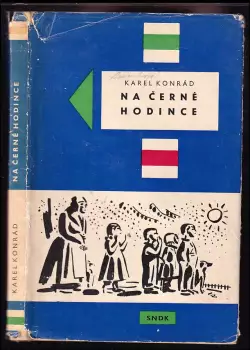 KAREL KONRÁD
NA ČERNÉ
HODINCE
SNDK
NA ČERNÉ HODINCE
KAREL KONRÁD